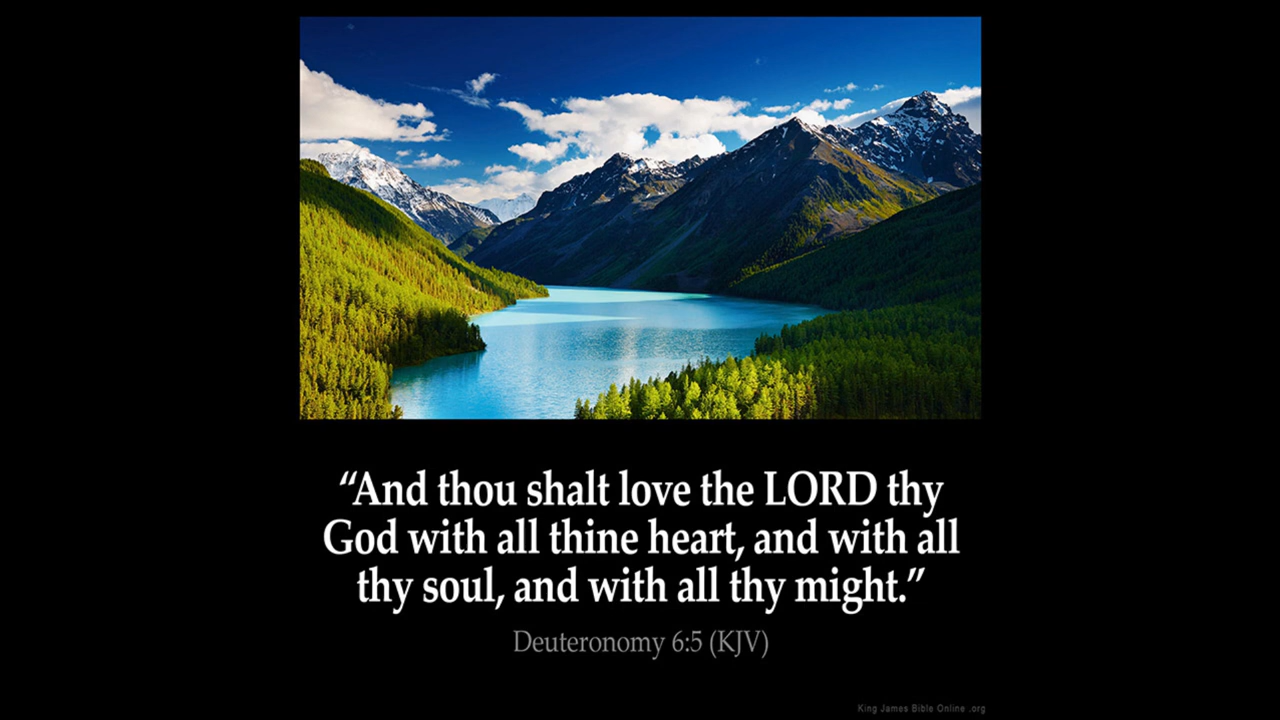 “And thou shalt love the LORD thy
God with all thine heart, and with all
thy soul, and with all thy might.”
Deuteronomy 6:5 (KJV)
King James Bible Online .org